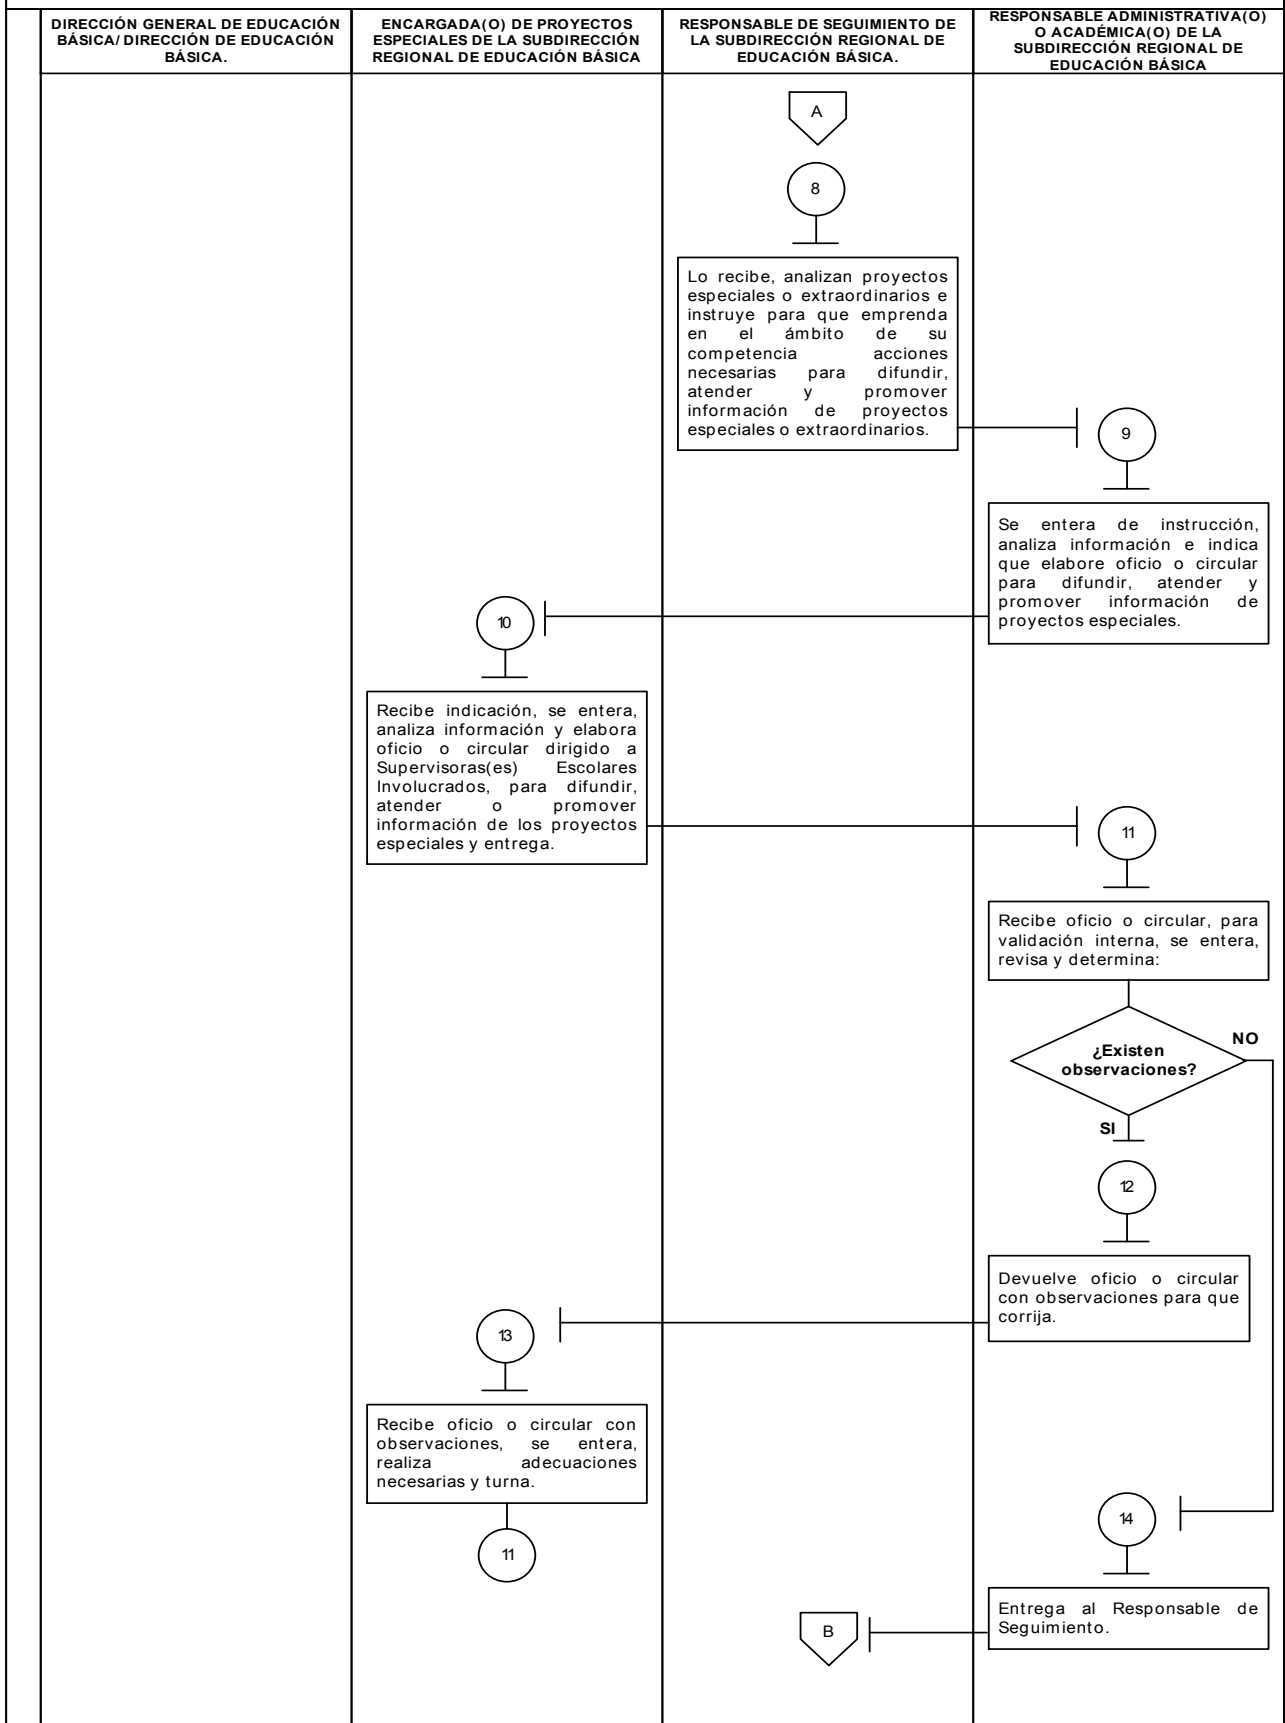 DIRECCIÓN GENERAL DE EDUCACIÓN
BÁSICA/ DIRECCIÓN DE EDUCACIÓN
BÁSICA.
ENCARGADA(O) DE PROYECTOS
ESPECIALES DE LA SUBDIRECCIÓN
REGIONAL DE EDUCACIÓN BÁSICA
RESPONSABLE DE SEGUIMIENTO DE
LA SUBDIRECCIÓN REGIONAL DE
EDUCACIÓN BÁSICA.
RESPONSABLE ADMINISTRATIVA(O)
O ACADÉMICA(O) DE LA
SUBDIRECCIÓN REGIONAL DE
EDUCACIÓN BÁSICA
A
8
Lo recibe, analizan proyectos
especiales o extraordinarios e
instruye para que emprenda
en el ámbito de su
competencia acciones
necesarias para difundir,
atender y promover
información de proyectos
especiales o extraordinarios.
9
Se entera de instrucción,
analiza información e indica
que elabore oficio o circular
para difundir, atender y
promover información de
proyectos especiales.
10
Recibe indicación, se entera,
analiza información y elabora
oficio o circular dirigido a
Supervisoras(es) Escolares
Involucrados, para difundir,
atender o promover
información de los proyectos
especiales y entrega.
11
Recibe oficio o circular, para
validación interna, se entera,
revisa y determina:
¿Existen
observaciones?
NO
SI
12
Devuelve oficio o circular
con observaciones para que
corrija.
13
Recibe oficio o circular con
observaciones, se entera,
realiza adecuaciones
necesarias y turna.
11
14
Entrega al Responsable de
Seguimiento.
B